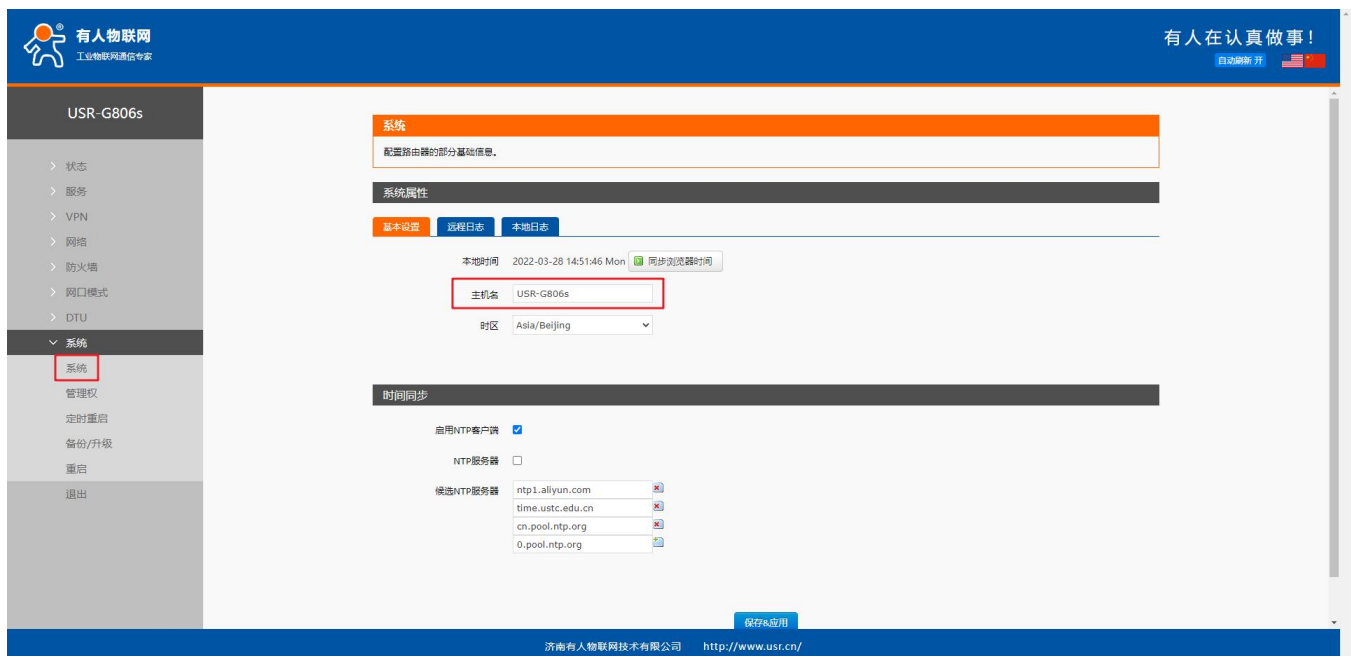 有人物联网
工业物联网通信专家
有人在认真做事！
自动刷新 开
USR-G806s
状态
服务
VPN
网络
防火墙
网口模式
DTU
系统
系统
管理权
定时重启
备份/升级
重启
退出
系统
配置路由器的部分基础信息。
系统属性
基本设置 远程日志 本地日志
本地时间 2022-03-28 14:51:46 Mon 同步浏览器时间
主机名 USR-G806s
时区 Asia/Beijing
时间同步
启用NTP客户端
NTP服务器
候选NTP服务器 ntp1.aliyun.com
time.ustc.edu.cn
cn.pool.ntp.org
0.pool.ntp.org
保存&应用
济南有人物联网技术有限公司 http://www.usr.cn/